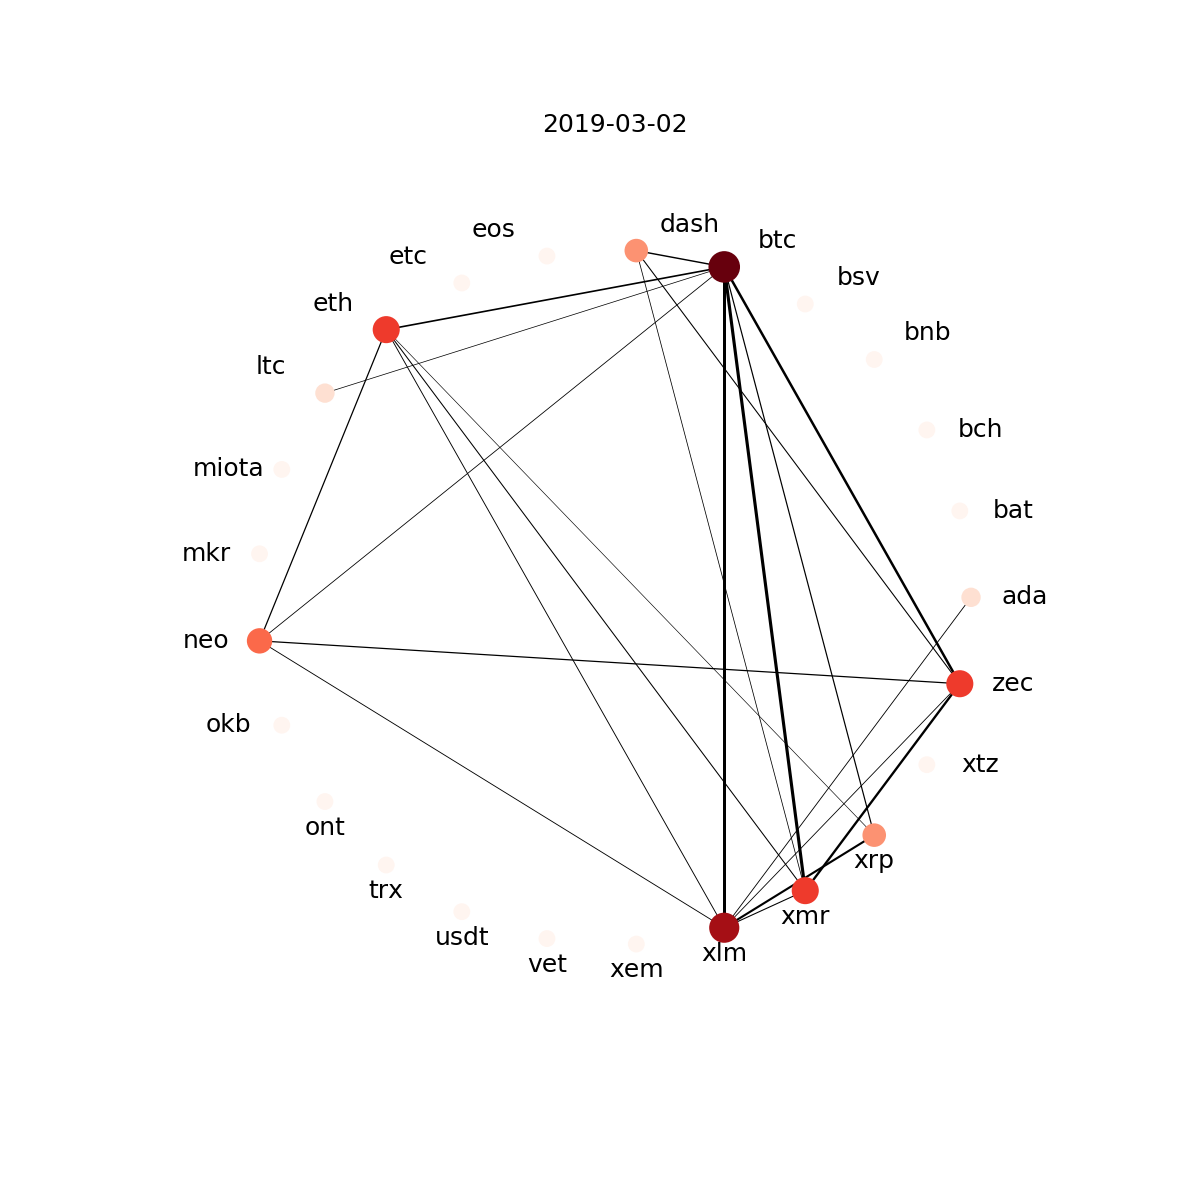 2019-03-02
dash
eos
btc
etc
bsv
eth
bnb
ltc
bch
miota
bat
mkr
ada
neo
zec
okb
xtz
ont
xrp
trx
xmr
usdt
xlm
vet
xem